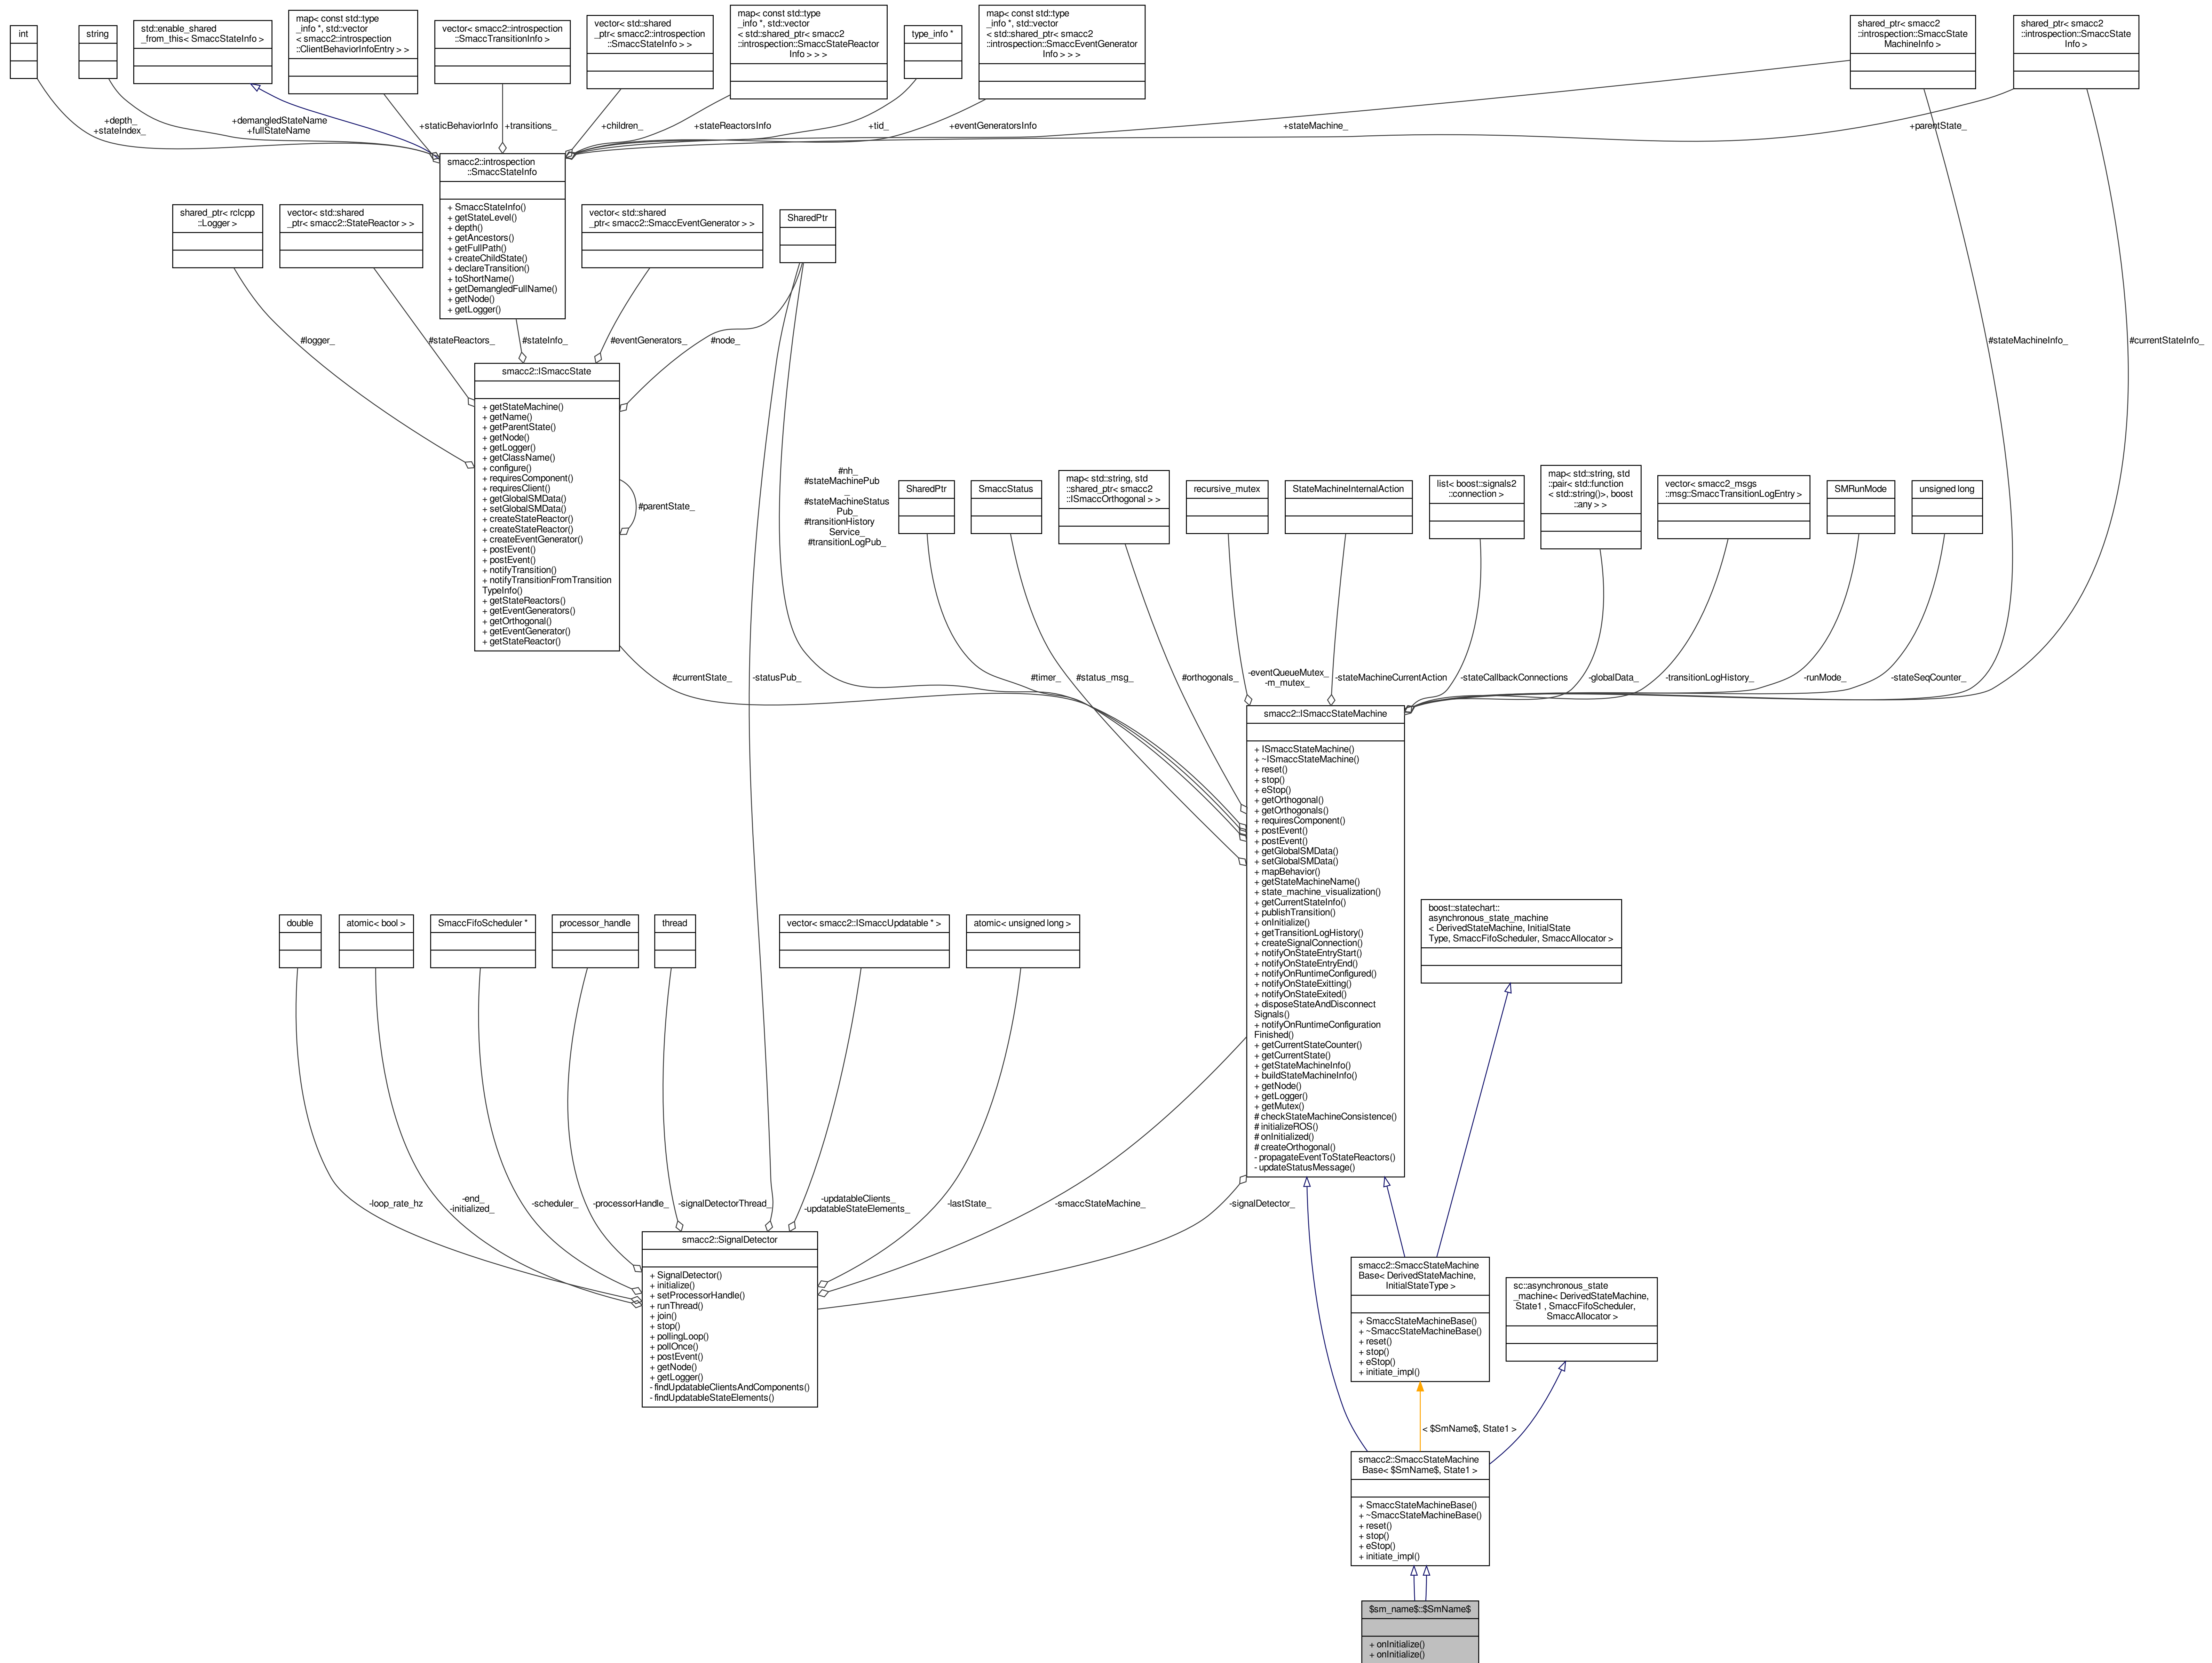 int
string
std::enable_shared
_from_this< SmaccStateInfo >
map< const std::type
_info *, std::vector
< smacc2::introspection
::ClientBehaviorInfoEntry > >
vector< smacc2::introspection
::SmaccTransitionInfo >
vector< std::shared
_ptr< smacc2::introspection
::SmaccStateInfo > >
map< const std::type
_info *, std::vector
< std::shared_ptr< smacc2
::introspection::SmaccStateReactor
Info > > >
type_info *
map< const std::type
_info *, std::vector
< std::shared_ptr< smacc2
::introspection::SmaccEventGenerator
Info > > >
shared_ptr< smacc2
::introspection::SmaccState
MachineInfo >
shared_ptr< smacc2
::introspection::SmaccState
Info >
+depth_
+stateIndex_
+demangledStateName
+fullStateName
+staticBehaviorInfo
+transitions_
+children_
+stateReactorsInfo
+tid_
+eventGeneratorsInfo
+stateMachine_
+parentState_
smacc2::introspection
::SmaccStateInfo
+ SmaccStateInfo()
+ getStateLevel()
+ depth()
+ getAncestors()
+ getFullPath()
+ createChildState()
+ declareTransition()
+ toShortName()
+ getDemangledFullName()
+ getNode()
+ getLogger()
shared_ptr< rclcpp
::Logger >
vector< std::shared
_ptr< smacc2::StateReactor > >
vector< std::shared
_ptr< smacc2::SmaccEventGenerator > >
SharedPtr
#logger_
#stateReactors_
#stateInfo_
#eventGenerators_
#node_
#stateMachineInfo_
#currentStateInfo_
smacc2::ISmaccState
+ getStateMachine()
+ getName()
+ getParentState()
+ getNode()
+ getLogger()
+ getClassName()
+ configure()
+ requiresComponent()
+ requiresClient()
+ getGlobalSMData()
+ setGlobalSMData()
+ createStateReactor()
+ createStateReactor()
+ createEventGenerator()
+ postEvent()
+ postEvent()
+ notifyTransition()
+ notifyTransitionFromTransition
TypeInfo()
+ getStateReactors()
+ getEventGenerators()
+ getOrthogonal()
+ getEventGenerator()
+ getStateReactor()
#parentState_
#nh_
#stateMachinePub
_
#stateMachineStatus
Pub_
#transitionHistory
Service_
#transitionLogPub_
SharedPtr
SmaccStatus
map< std::string, std
::shared_ptr< smacc2
::ISmaccOrthogonal > >
recursive_mutex
StateMachineInternalAction
list< boost::signals2
::connection >
map< std::string, std
::pair< std::function
< std::string()>, boost
::any > >
vector< smacc2_msgs
::msg::SmaccTransitionLogEntry >
SMRunMode
unsigned long
#currentState_
-statusPub_
#timer_
#status_msg_
#orthogonals_
-eventQueueMutex_
-m_mutex_
-stateMachineCurrentAction
-stateCallbackConnections
-globalData_
-transitionLogHistory_
-runMode_
-stateSeqCounter_
smacc2::ISmaccStateMachine
+ ISmaccStateMachine()
+ ~ISmaccStateMachine()
+ reset()
+ stop()
+ eStop()
+ getOrthogonal()
+ getOrthogonals()
+ requiresComponent()
+ postEvent()
+ postEvent()
+ getGlobalSMData()
+ setGlobalSMData()
+ mapBehavior()
+ getStateMachineName()
+ state_machine_visualization()
+ getCurrentStateInfo()
+ publishTransition()
+ onInitialize()
+ getTransitionLogHistory()
+ createSignalConnection()
+ notifyOnStateEntryStart()
+ notifyOnStateEntryEnd()
+ notifyOnRuntimeConfigured()
+ notifyOnStateExitting()
+ notifyOnStateExited()
+ disposeStateAndDisconnect
Signals()
+ notifyOnRuntimeConfiguration
Finished()
+ getCurrentStateCounter()
+ getCurrentState()
+ getStateMachineInfo()
+ buildStateMachineInfo()
+ getNode()
+ getLogger()
+ getMutex()
# checkStateMachineConsistence()
# initializeROS()
# onInitialized()
# createOrthogonal()
- propagateEventToStateReactors()
- updateStatusMessage()
double
atomic< bool >
SmaccFifoScheduler *
processor_handle
thread
vector< smacc2::ISmaccUpdatable * >
atomic< unsigned long >
boost::statechart::
asynchronous_state_machine
< DerivedStateMachine, InitialState
Type, SmaccFifoScheduler, SmaccAllocator >
-loop_rate_hz
-end_
-initialized_
-scheduler_
-processorHandle_
-signalDetectorThread_
-updatableClients_
-updatableStateElements_
-lastState_
-smaccStateMachine_
-signalDetector_
smacc2::SignalDetector
+ SignalDetector()
+ initialize()
+ setProcessorHandle()
+ runThread()
+ join()
+ stop()
+ pollingLoop()
+ pollOnce()
+ postEvent()
+ getNode()
+ getLogger()
- findUpdatableClientsAndComponents()
- findUpdatableStateElements()
smacc2::SmaccStateMachine
Base< DerivedStateMachine,
InitialStateType >
+ SmaccStateMachineBase()
+ ~SmaccStateMachineBase()
+ reset()
+ stop()
+ eStop()
+ initiate_impl()
sc::asynchronous_state
_machine< DerivedStateMachine,
State1 , SmaccFifoScheduler,
SmaccAllocator >
< $SmName$, State1 >
smacc2::SmaccStateMachine
Base< $SmName$, State1 >
+ SmaccStateMachineBase()
+ ~SmaccStateMachineBase()
+ reset()
+ stop()
+ eStop()
+ initiate_impl()
$sm_name$::$SmName$
+ onInitialize()
+ onInitialize()